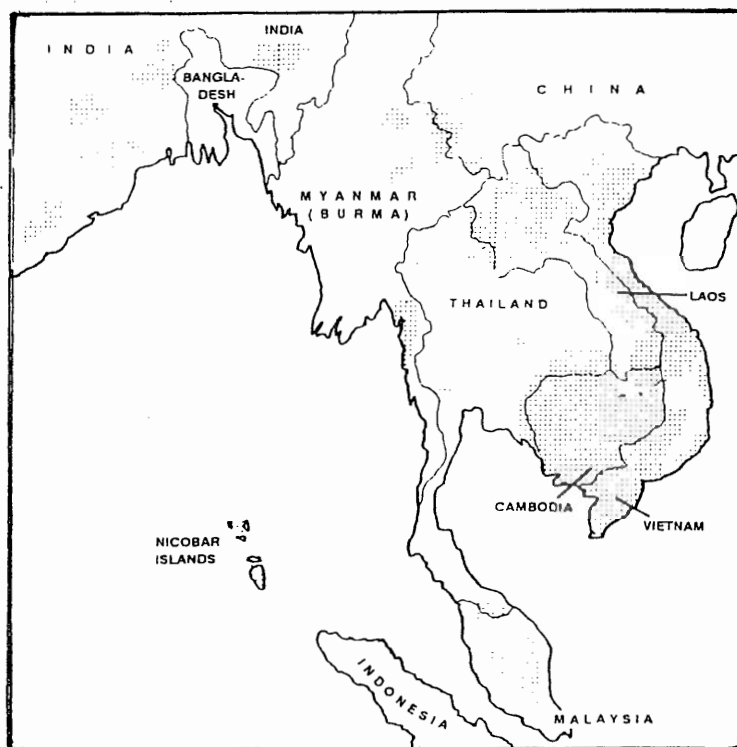 INDIA
INDIA
BANGLA-
DESH
CHINA
MYANMAR
(BURMA)
LAOS
THAILAND
CAMBODIA
VIETNAM
NICOBAR
ISLANDS
INDONESIA
MALAYSIA